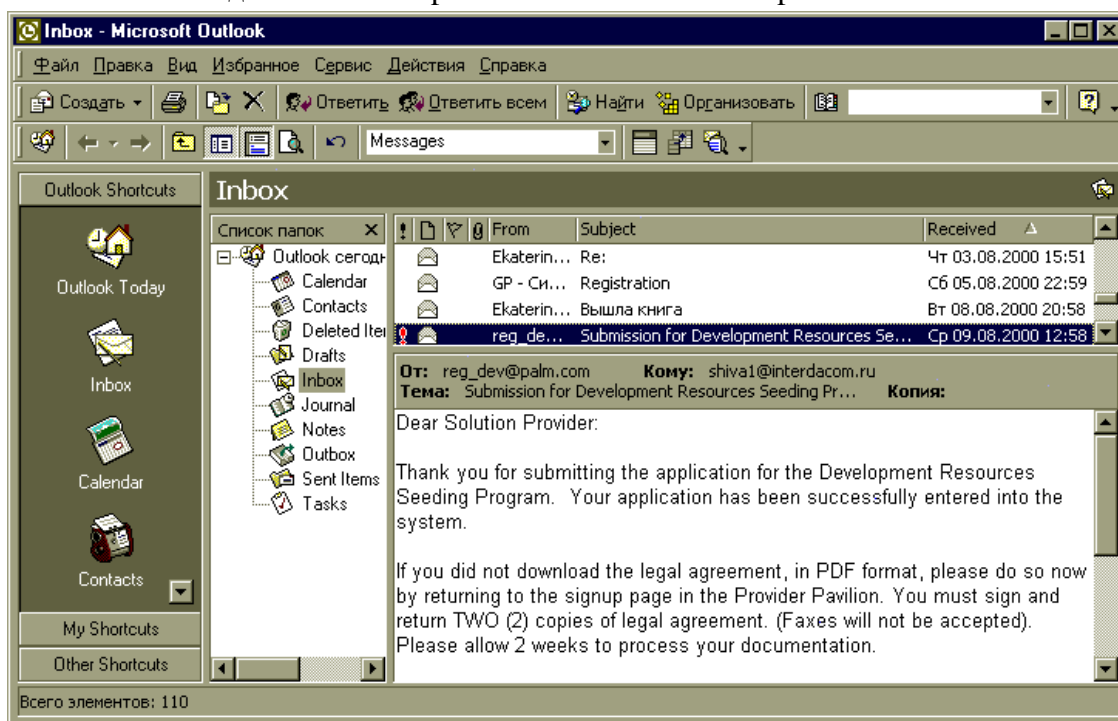 Inbox - Microsoft Outlook
Файл Правка Вид Избранное Сервис Действия Справка
Создать Ответить Ответить всем Найти Организовать
Messages
Outlook Shortcuts
Outlook Today
Inbox
Calendar
Contacts
My Shortcuts
Other Shortcuts
Inbox
Список папок
Outlook сегодн
Calendar
Contacts
Deleted Iter
Drafts
Inbox
Journal
Notes
Outbox
Sent Items
Tasks
From Subject Received
Ekaterin... Re: Чт 03.08.2000 15:51
GP - Си... Registration Сб 05.08.2000 22:59
Ekaterin... Вышла книга Вт 08.08.2000 20:58
reg_de... Submission for Development Resources Se... Ср 09.08.2000 12:58
От: reg_dev@palm.com Кому: shiva1@interdacom.ru
Тема: Submission for Development Resources Seeding Pr... Копия:
Dear Solution Provider:
Thank you for submitting the application for the Development Resources
Seeding Program. Your application has been successfully entered into the
system.
If you did not download the legal agreement, in PDF format, please do so now
by returning to the signup page in the Provider Pavilion. You must sign and
return TWO (2) copies of legal agreement. (Faxes will not be accepted).
Please allow 2 weeks to process your documentation.
Всего элементов: 110